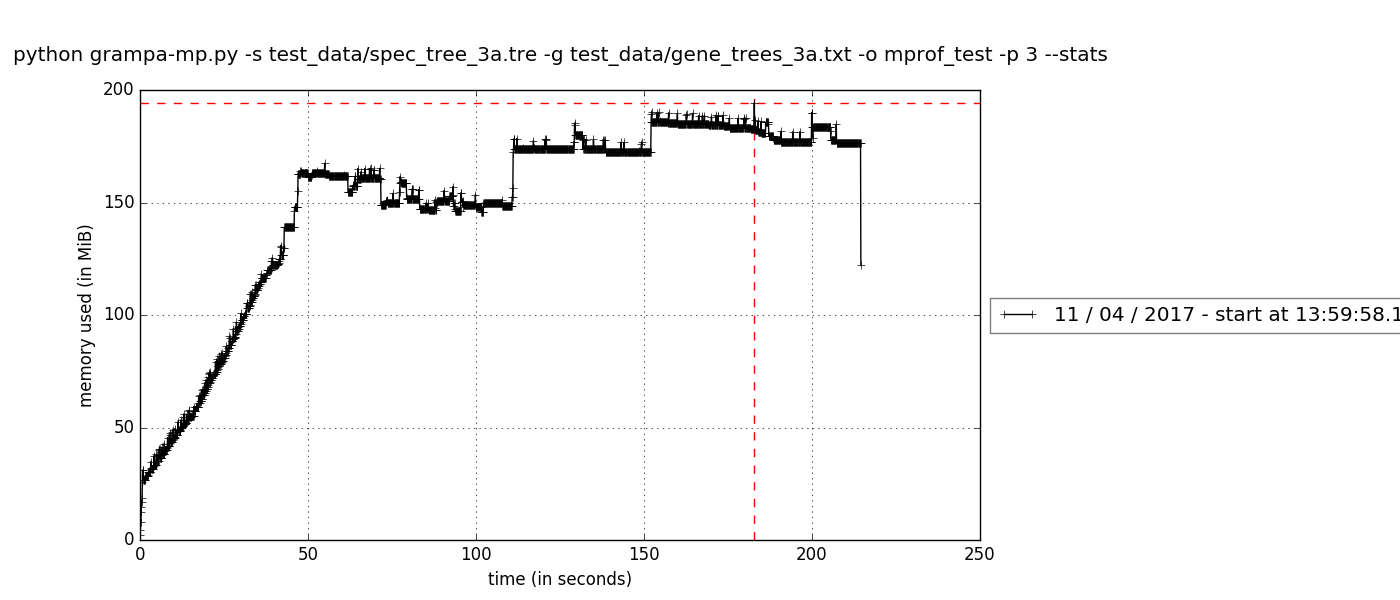 python grampa-mp.py -s test_data/spec_tree_3a.tre -g test_data/gene_trees_3a.txt -o mprof_test -p 3 --stats
200
150
100
50
0
memory used (in MiB)
0 50 100 150 200 250
time (in seconds)
11 / 04 / 2017 - start at 13:59:58.1